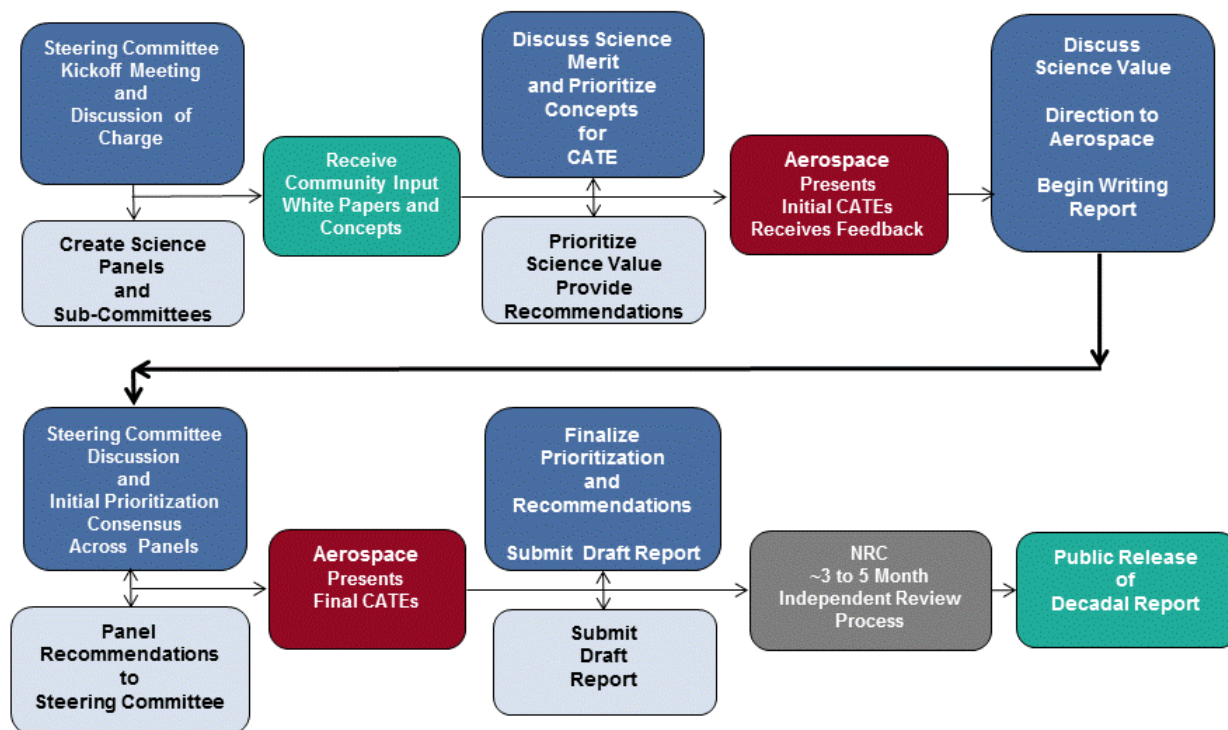 Steering Committee
Kickoff Meeting
and
Discussion of
Charge
Create Science
Panels
and
Sub-Committees
Receive
Community Input
White Papers and
Concepts
Discuss Science
Merit
and Prioritize
Concepts
for
CATE
Prioritize
Science Value
Provide
Recommendations
Aerospace
Presents
Initial CATEs
Receives Feedback
Discuss
Science Value
Direction to
Aerospace
Begin Writing
Report
Steering Committee
Discussion
and
Initial Prioritization
Consensus
Across Panels
Panel
Recommendations
to
Steering Committee
Aerospace
Presents
Final CATEs
Finalize
Prioritization
and
Recommendations
Submit Draft Report
Submit
Draft
Report
NRC
~3 to 5 Month
Independent Review
Process
Public Release
of
Decadal Report